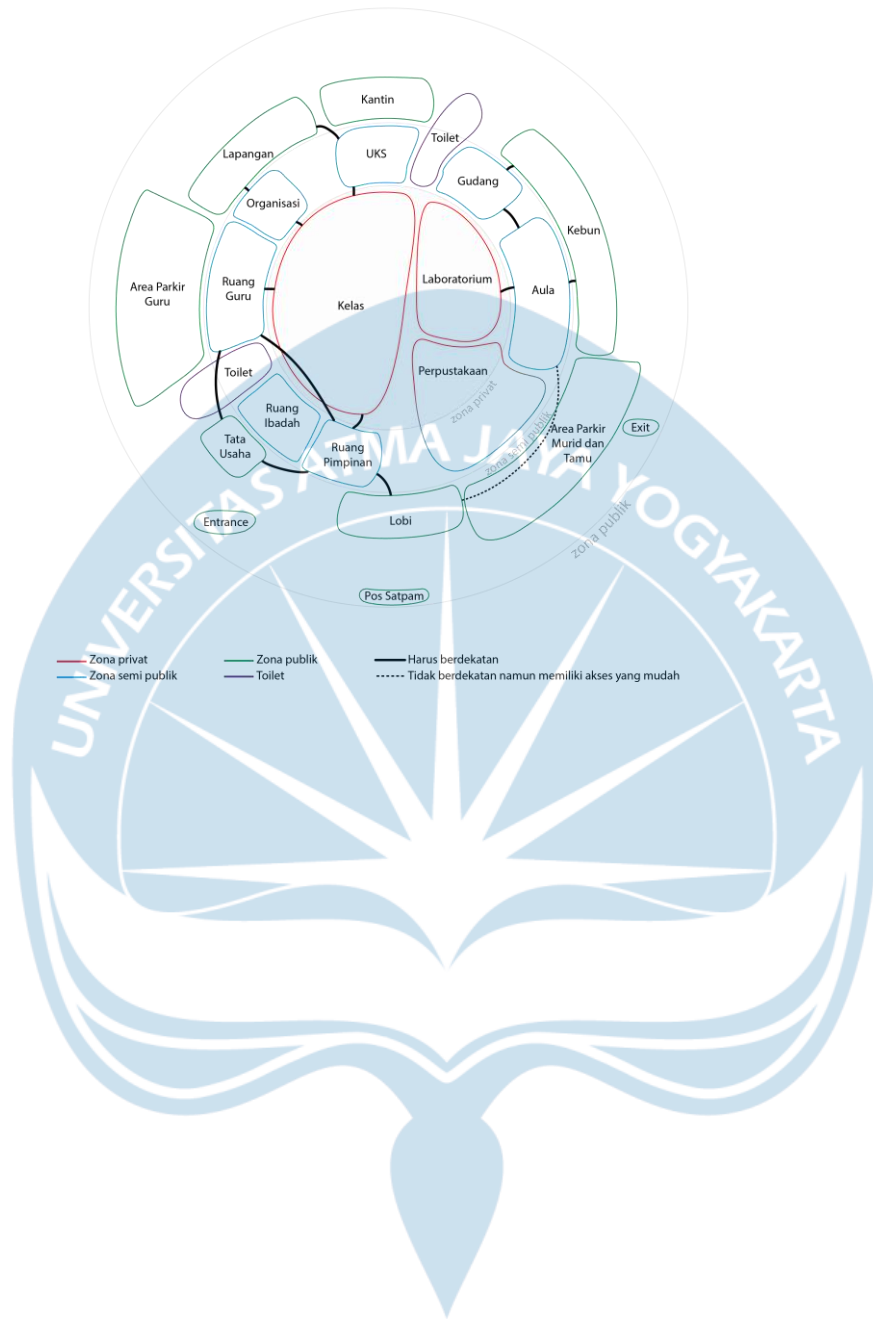 Kantin
Toilet
UKS
Lapangan
Gudang
Organisasi
Kebun
Area Parkir
Guru
Ruang
Guru
Kelas
Laboratorium
Aula
Toilet
Perpustakaan
zona privat
Ruang
Ibadah
Tata
Usaha
Ruang
Pimpinan
zona semi publik
Area Parkir
Murid dan
Tamu
Exit
Entrance
Lobi
zona publik
Pos Satpam
UNIVERSITAS ATMA JAYA YOGYAKARTA
Zona privat
Zona semi publik
Zona publik
Toilet
Harus berdekatan
Tidak berdekatan namun memiliki akses yang mudah